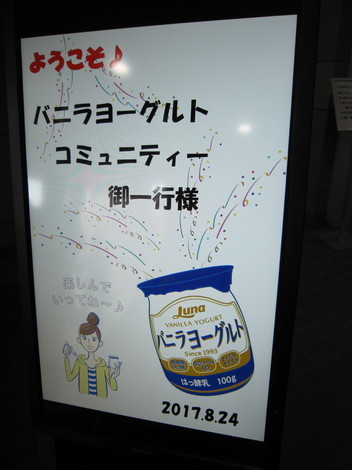 ようこそ♪
バニラヨーグルト
コミュニティー
御一行様
楽しんで
いってね～♪
Luna
VANILLA YOGURT
バニラヨーグルト
Since 1993
はっ酵乳 100g
2017.8.24